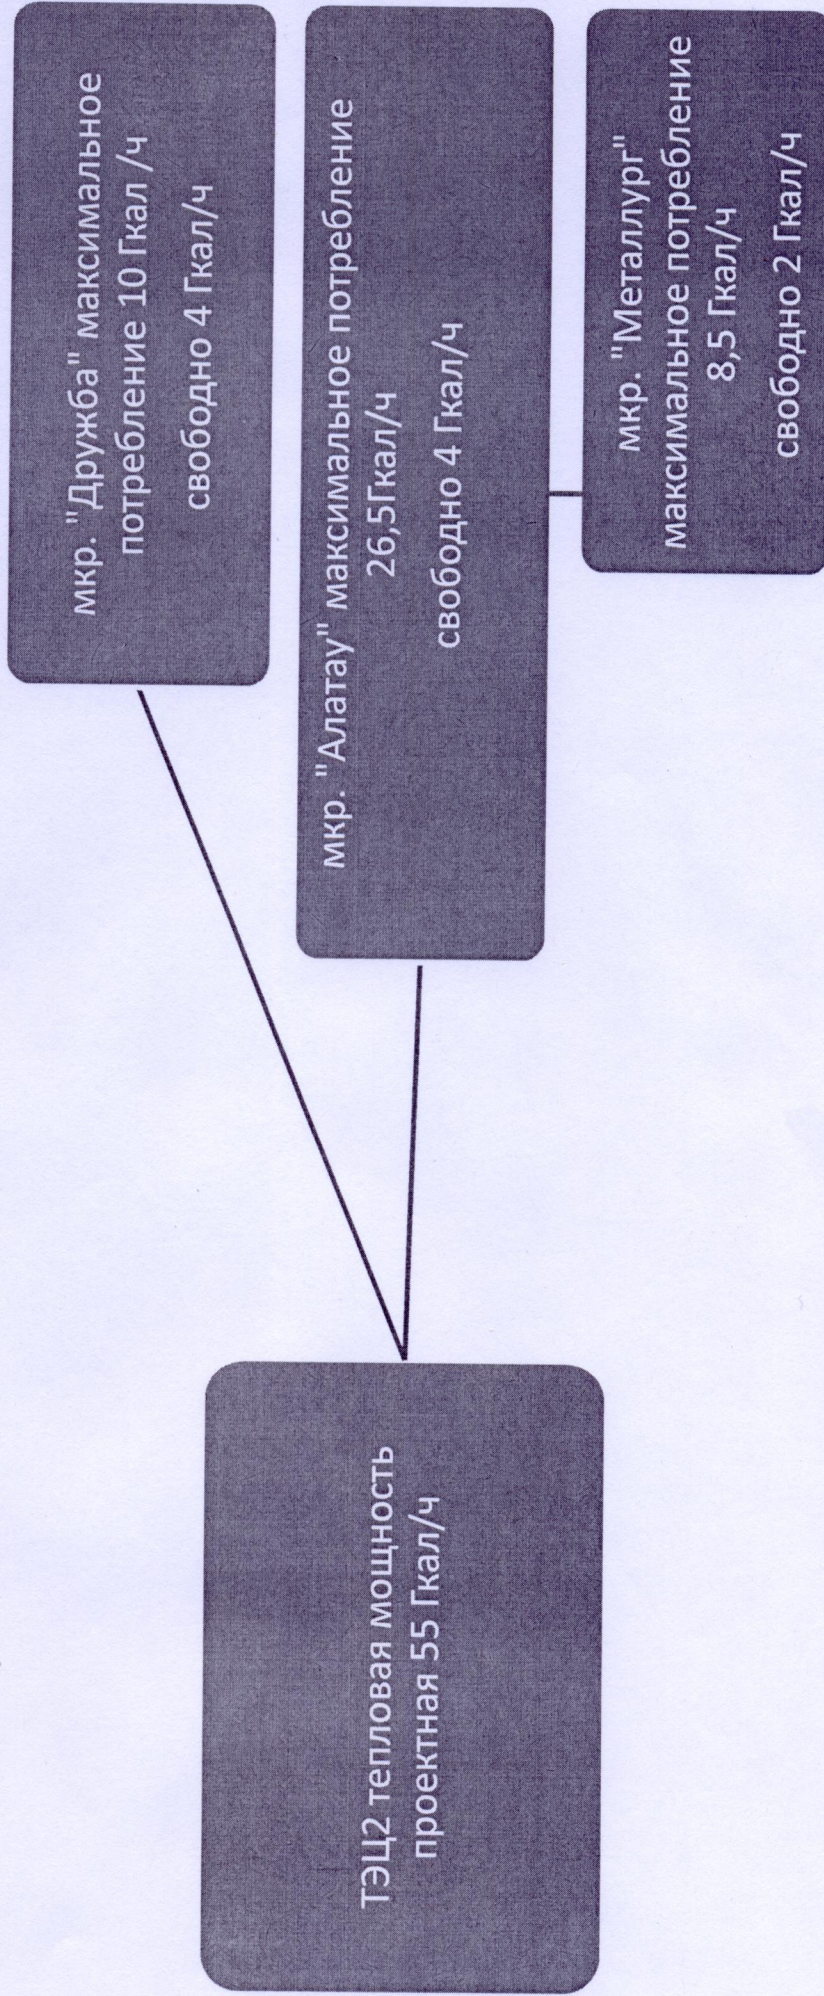 ТЭЦ2 тепловая мощность
проектная 55 Гкал/ч
мкр. "Дружба" максимальное
потребление 10 Гкал /ч
свободно 4 Гкал/ч
мкр. "Алатау" максимальное потребление
26,5Гкал/ч
свободно 4 Гкал/ч
мкр. "Металлург"
максимальное потребление
8,5 Гкал/ч
свободно 2 Гкал/ч